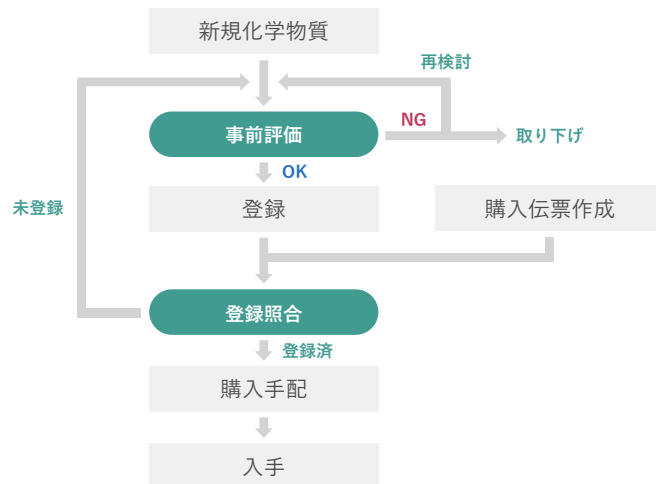 新規化学物質
再検討
事前評価
NG
取り下げ
OK
未登録
登録
購入伝票作成
登録照合
登録済
購入手配
入手